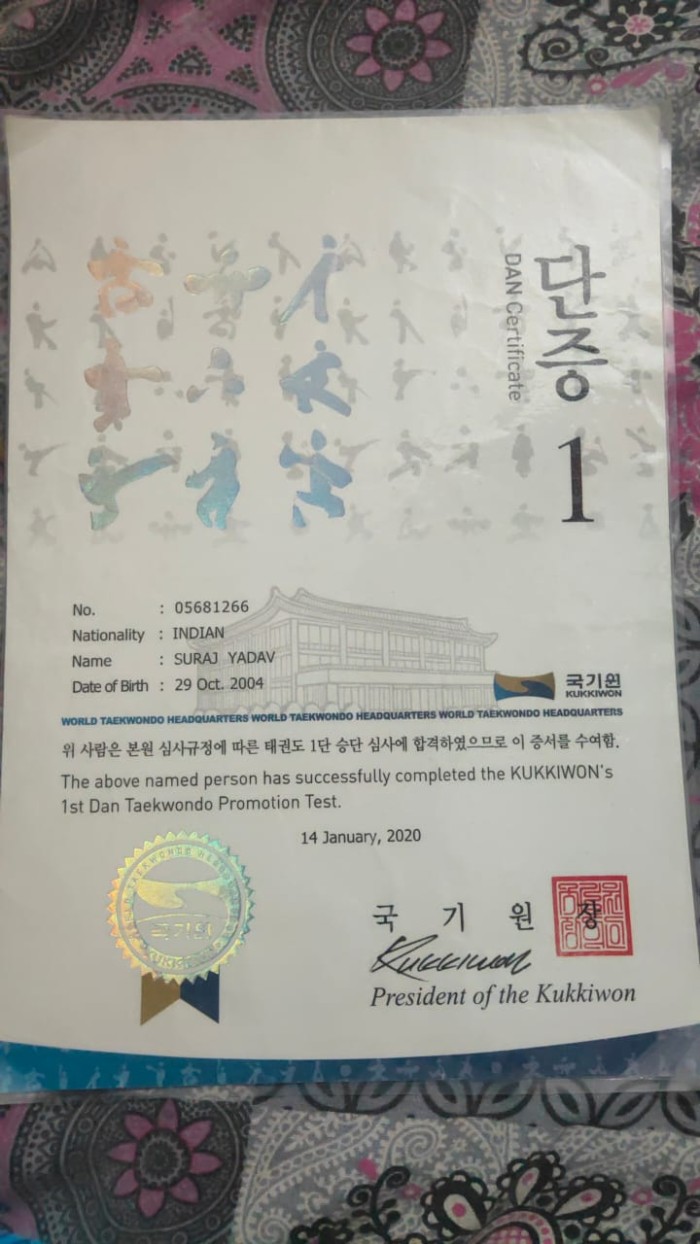 단증
DAN Certificate
1
No. : 05681266
Nationality : INDIAN
Name : SURAJ YADAV
Date of Birth : 29 Oct. 2004
국기원
KUKKIWON
WORLD TAEKWONDO HEADQUARTERS WORLD TAEKWONDO HEADQUARTERS WORLD TAEKWONDO HEADQUARTERS
위 사람은 본원 심사규정에 따른 태권도 1단 승단 심사에 합격하였으므로 이 증서를 수여함.
The above named person has successfully completed the KUKKIWON's
1st Dan Taekwondo Promotion Test.
14 January, 2020
국기원
국 기 원 장
Kukkiwon
President of the Kukkiwon